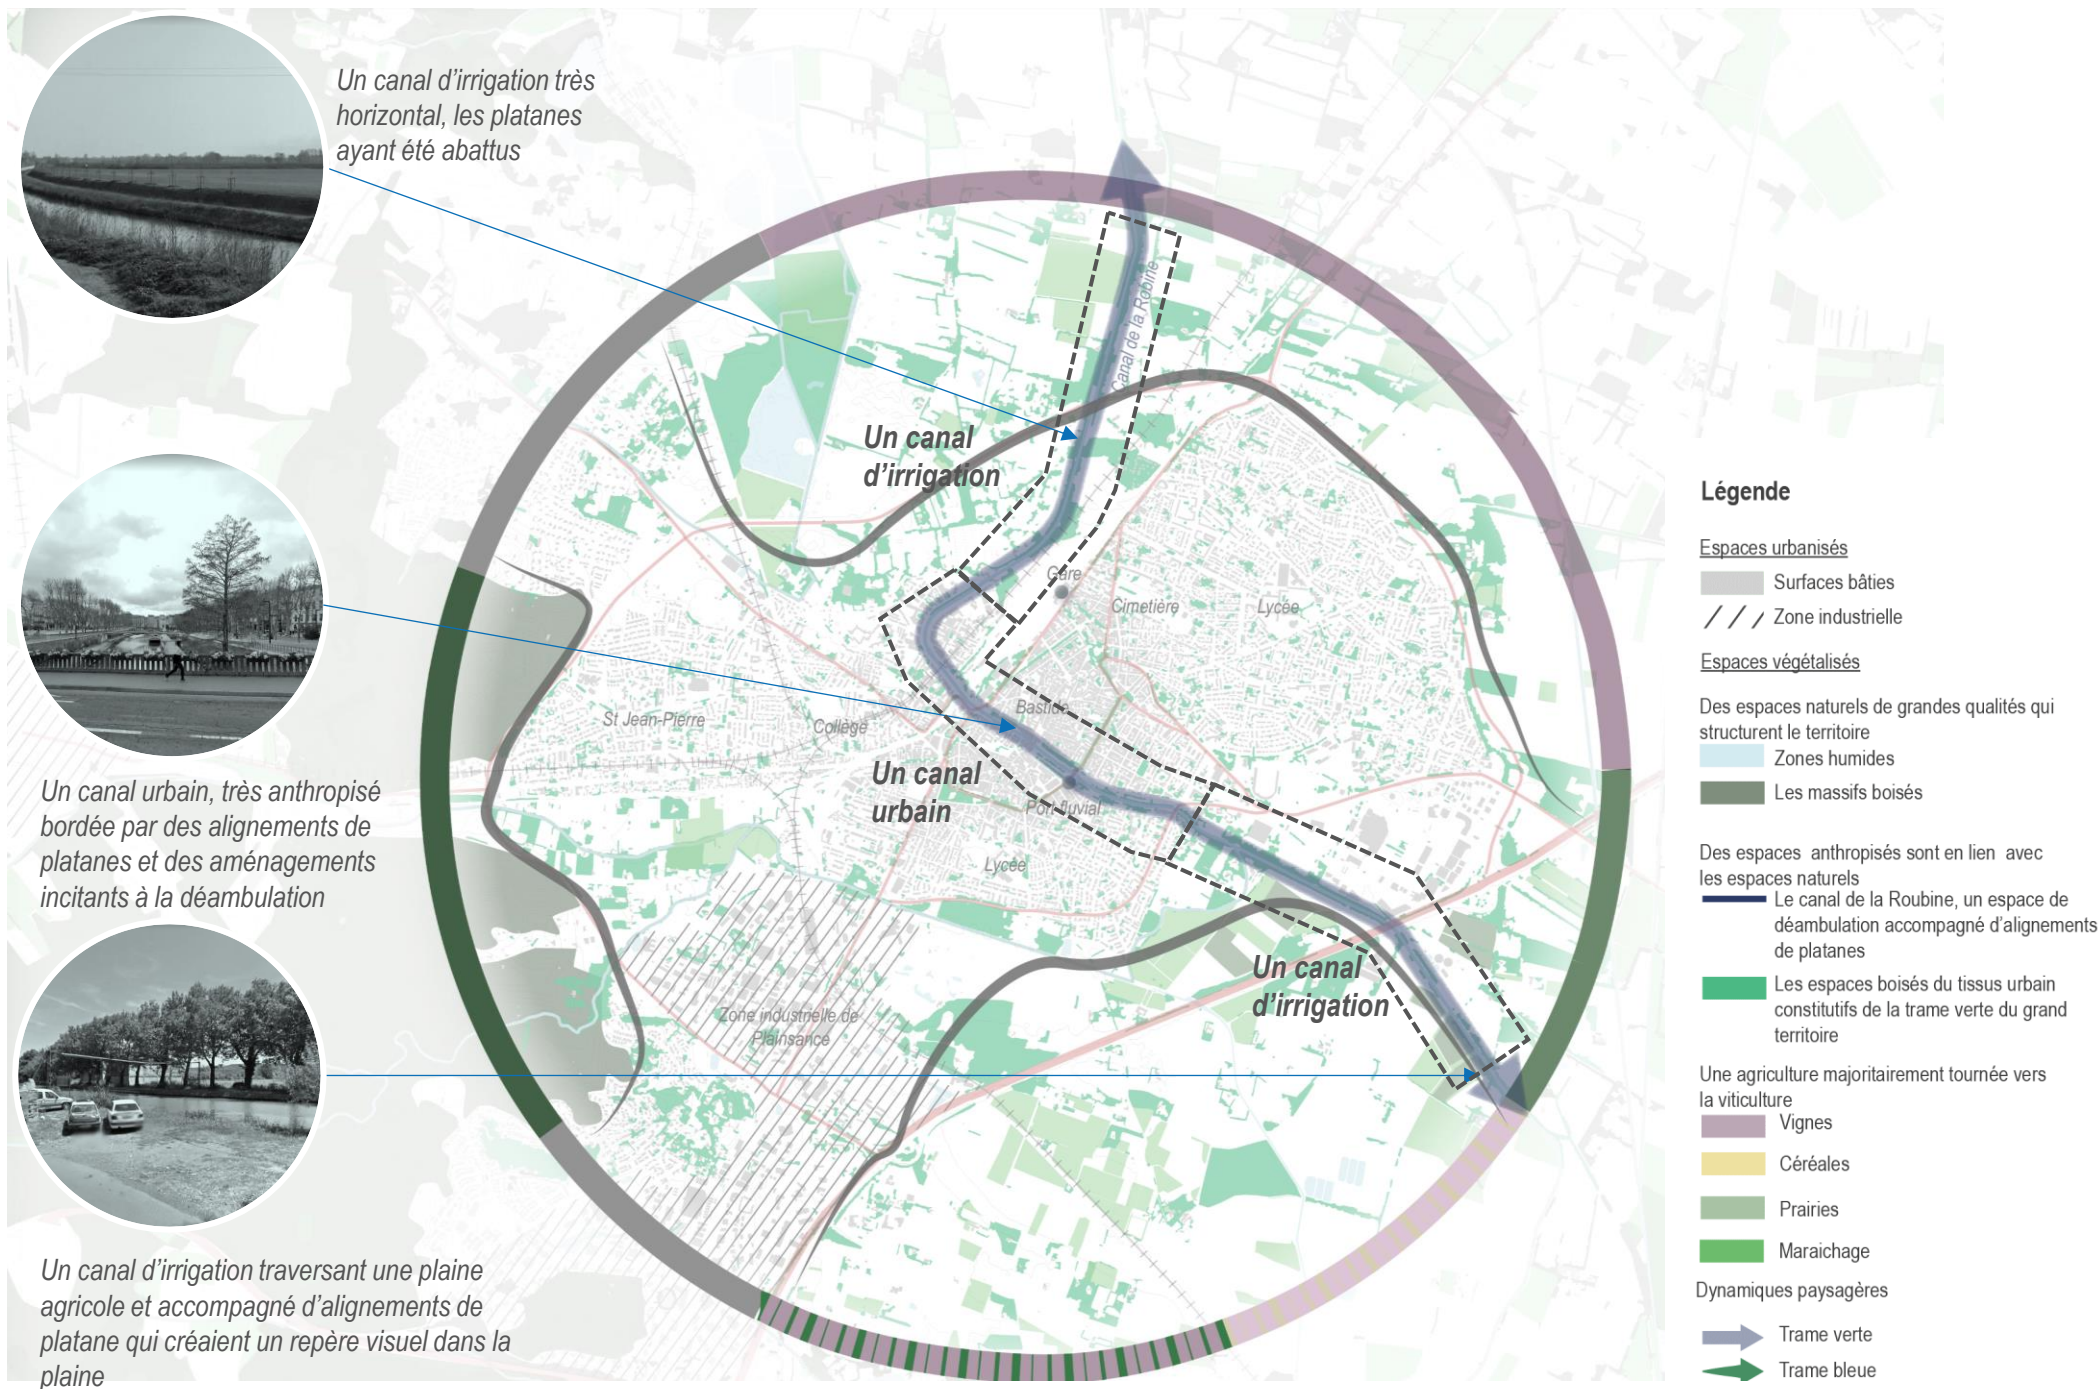 Un canal d’irrigation très
horizontal, les platanes
ayant été abattus
Un canal urbain, très anthropisé
bordée par des alignements de
platanes et des aménagements
incitants à la déambulation
Un canal d’irrigation traversant une plaine
agricole et accompagné d’alignements de
platane qui créaient un repère visuel dans la
plaine
Canal de la Robine
Un canal
d’irrigation
Gare
Cimetière
Lycée
St Jean-Pierre
Collège
Bastide
Un canal
urbain
Port fluvial
Lycée
Un canal
d’irrigation
Zone industrielle de
Plaisance
Légende
Espaces urbanisés
Surfaces bâties
Zone industrielle
Espaces végétalisés
Des espaces naturels de grandes qualités qui
structurent le territoire
Zones humides
Les massifs boisés
Des espaces anthropisés sont en lien avec
les espaces naturels
Le canal de la Roubine, un espace de
déambulation accompagné d’alignements
de platanes
Les espaces boisés du tissus urbain
constitutifs de la trame verte du grand
territoire
Une agriculture majoritairement tournée vers
la viticulture
Vignes
Céréales
Prairies
Maraichage
Dynamiques paysagères
Trame verte
Trame bleue